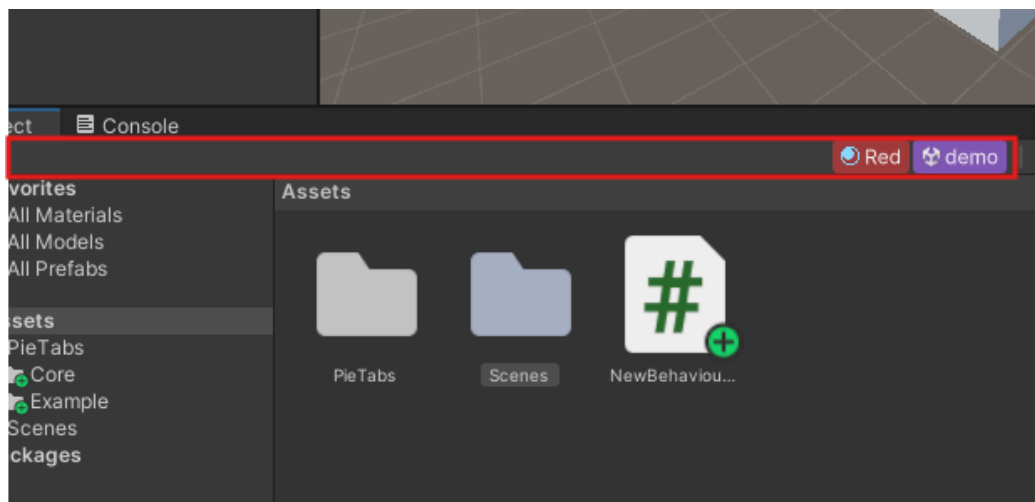 ect Console
Red demo
vorites
All Materials
All Models
All Prefabs
ssets
PieTabs
Core
Example
Scenes
ckages
Assets
PieTabs Scenes NewBehaviou...